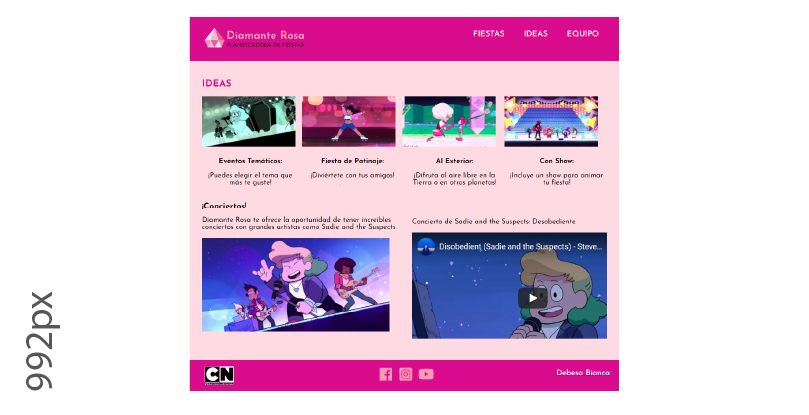 Diamante Rosa
PLANIFICADORA DE FIESTAS
FIESTAS IDEAS EQUIPO
IDEAS
Eventos Temáticos:
¡Puedes elegir el tema que
más te guste!
Fiesta de Patinaje:
¡Diviértete con tus amigos!
Al Exterior:
¡Difruta al aire libre en la
Tierra o en otros planetas!
Con Show:
¡Incluye un show para animar
tu fiesta!
¡Conciertos!
Diamante Rosa te ofrece la oportunidad de tener increíbles
conciertos con grandes artistas como Sadie and the Suspects
Concierto de Sadie and the Suspects: Desobediente
Disobedient (Sadie and the Suspects) - Steve...
CN
Debesa Bianca
992px